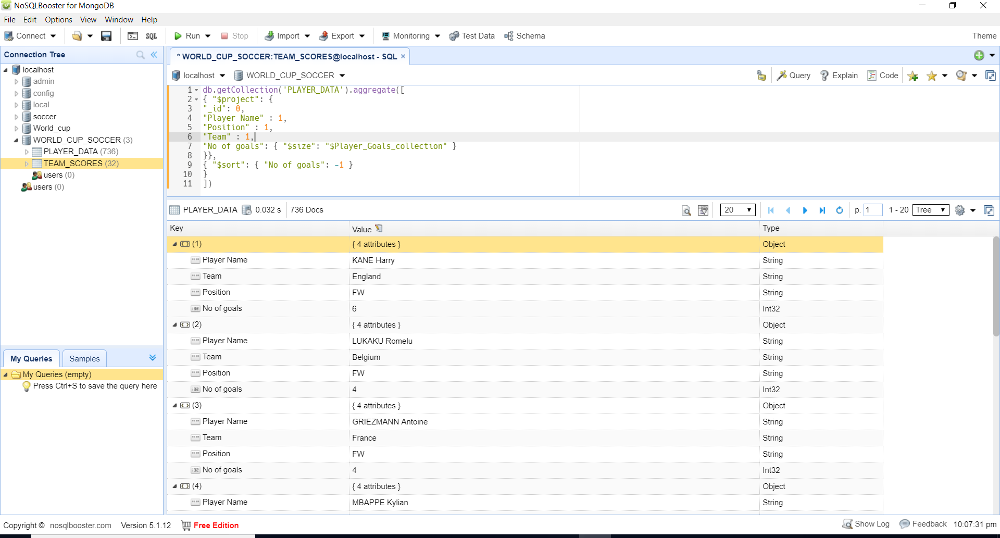 NoSQLBooster for MongoDB
File Edit Options View Window Help
Connect SQL Run Stop Import Export Monitoring Test Data Schema Theme
Connection Tree
localhost
admin
config
local
soccer
World_cup
WORLD_CUP_SOCCER (3)
PLAYER_DATA (736)
TEAM_SCORES (32)
users (0)
users (0)
My Queries Samples
My Queries (empty)
Press Ctrl+S to save the query here
* WORLD_CUP_SOCCER:TEAM_SCORES@localhost - SQL ×
localhost WORLD_CUP_SOCCER Query Explain Code
1 db.getCollection('PLAYER_DATA').aggregate([
2 { "$project": {
3 "_id": 0,
4 "Player Name" : 1,
5 "Position" : 1,
6 "Team" : 1,
7 "No of goals": { "$size": "$Player_Goals_collection" }
8 }},
9 { "$sort": { "No of goals": -1 }
10 }
11 ])
PLAYER_DATA 0.032 s 736 Docs 20 p. 1 1 - 20 Tree
Key Value Type
(1) { 4 attributes } Object
Player Name KANE Harry String
Team England String
Position FW String
No of goals 6 Int32
(2) { 4 attributes } Object
Player Name LUKAKU Romelu String
Team Belgium String
Position FW String
No of goals 4 Int32
(3) { 4 attributes } Object
Player Name GRIEZMANN Antoine String
Team France String
Position FW String
No of goals 4 Int32
(4) { 4 attributes } Object
Player Name MBAPPE Kylian String
Copyright © nosqlbooster.com Version 5.1.12 Free Edition Show Log Feedback 10:07:31 pm